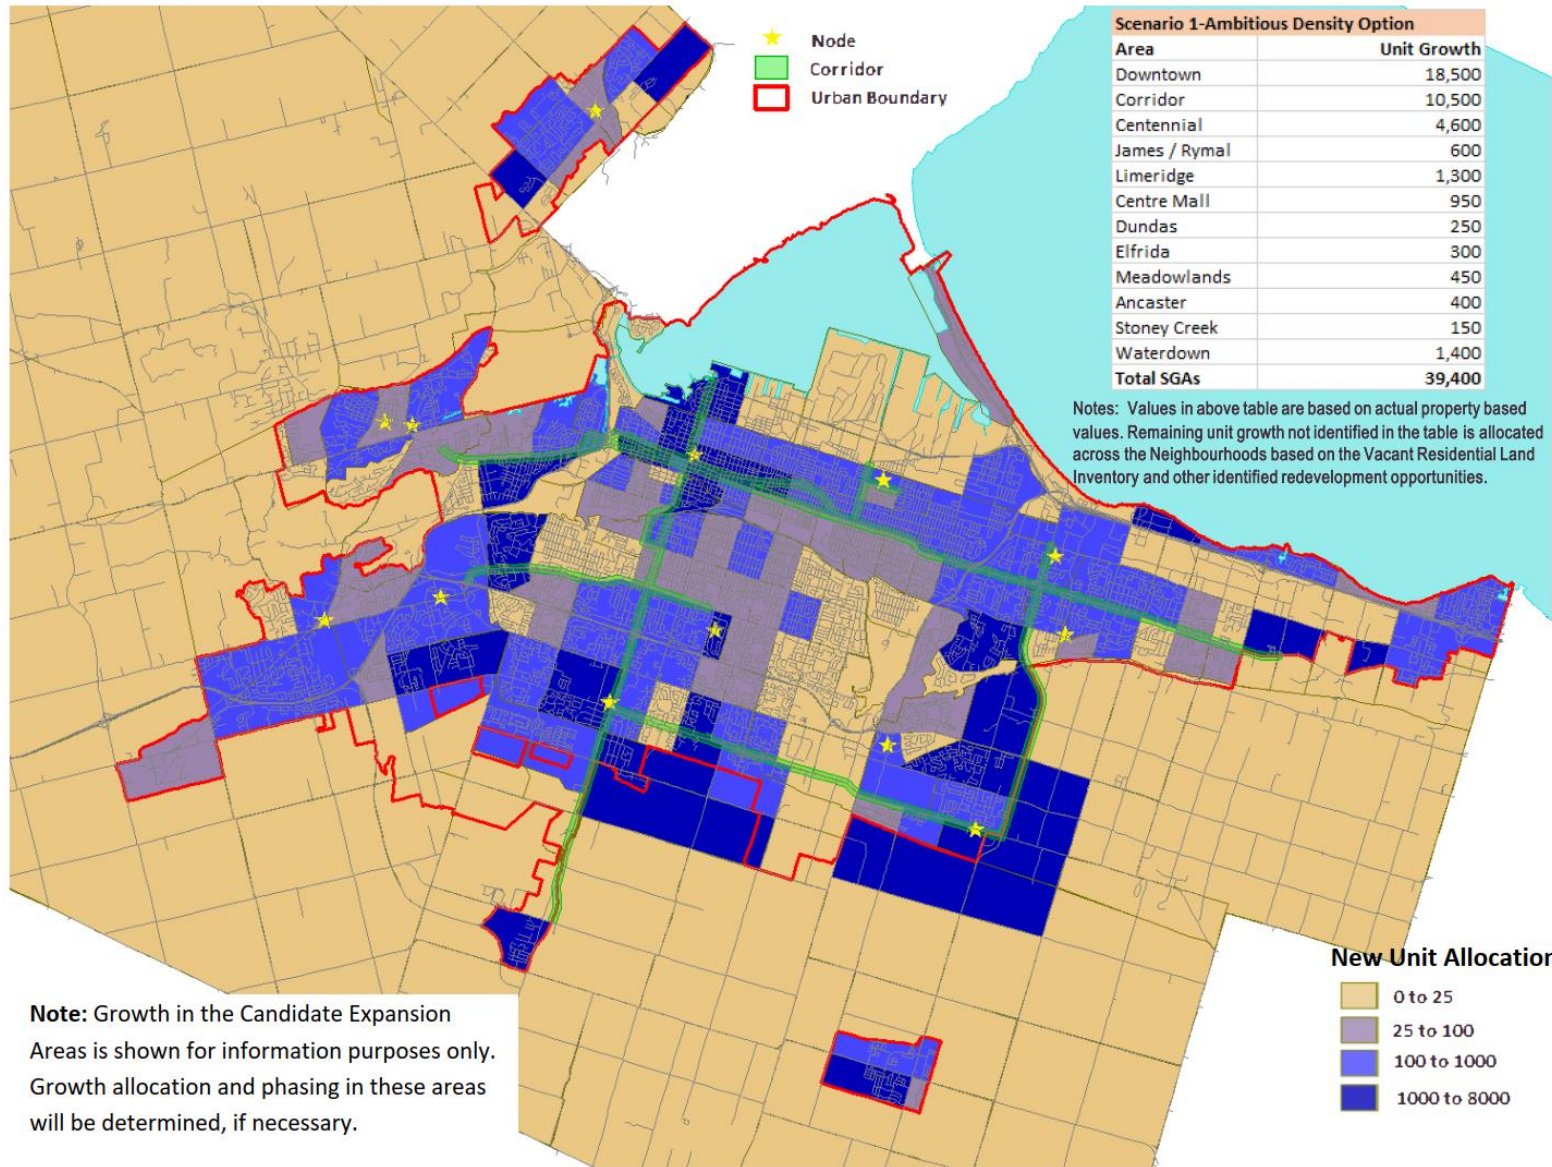 Node
Corridor
Urban Boundary
Scenario 1-Ambitious Density Option
Area Unit Growth
Downtown 18,500
Corridor 10,500
Centennial 4,600
James / Rymal 600
Limeridge 1,300
Centre Mall 950
Dundas 250
Elfrida 300
Meadowlands 450
Ancaster 400
Stoney Creek 150
Waterdown 1,400
Total SGAs 39,400
Notes: Values in above table are based on actual property based
values. Remaining unit growth not identified in the table is allocated
across the Neighbourhoods based on the Vacant Residential Land
Inventory and other identified redevelopment opportunities.
New Unit Allocation
0 to 25
25 to 100
100 to 1000
1000 to 8000
Note: Growth in the Candidate Expansion
Areas is shown for information purposes only.
Growth allocation and phasing in these areas
will be determined, if necessary.